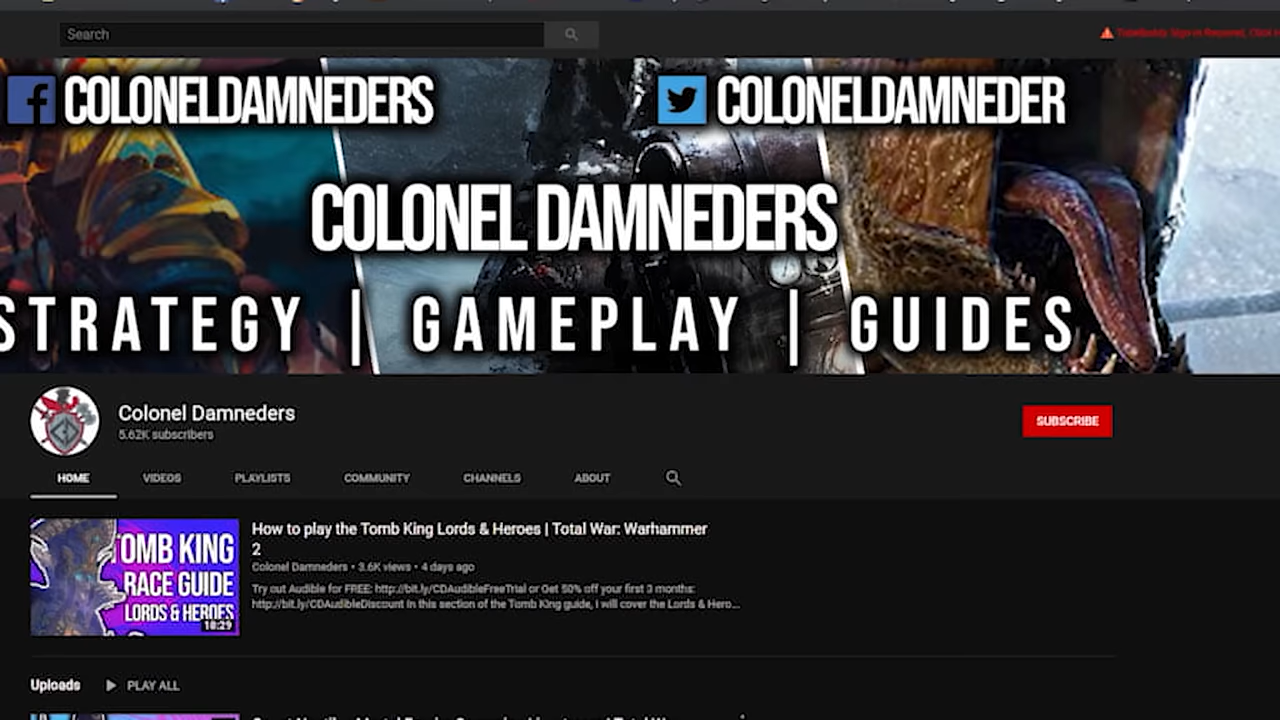 Search
COLONELDAMNEDERS
COLONELDAMNEDER
COLONEL DAMNEDERS
STRATEGY | GAMEPLAY | GUIDES
Colonel Damneders
5.62K subscribers
SUBSCRIBE
HOME VIDEOS PLAYLISTS COMMUNITY CHANNELS ABOUT
OMB KING
RACE GUIDE
LORDS & HEROES
18:29
How to play the Tomb King Lords & Heroes | Total War: Warhammer
2
Colonel Damneders • 3.6K views • 4 days ago
Try out Audible for FREE: http://bit.ly/CDAudibleFreeTrial or Get 50% off your first 3 months:
http://bit.ly/CDAudibleDiscount In this section of the Tomb King guide, I will cover the Lords & Hero...
Uploads PLAY ALL